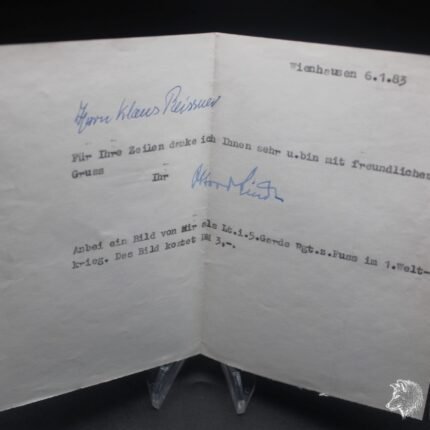 Wienhausen 6.1.83
Herrn Klaus Reissner
Für Ihre Zeilen danke ich Ihnen sehr u.bin mit freundlichem
Gruss Ihr
Anbei ein Bild von mir als Lt.i.5.Garde Rgt.z.Fuss im 1.Welt-
krieg. Das Bild kostet DM 3,-.